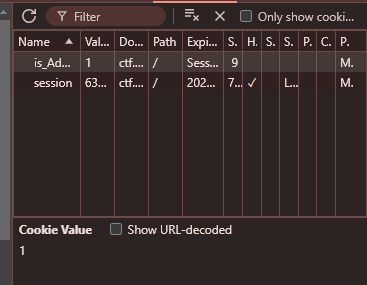 Filter Only show cooki...
Name Val... Do... Path Expi... S. H. S. S. P. C. P.
is_Ad... 1 ctf.... / Sess... 9 M.
session 63... ctf.... / 202... 7... ✓ L... M.
Cookie Value Show URL-decoded
1